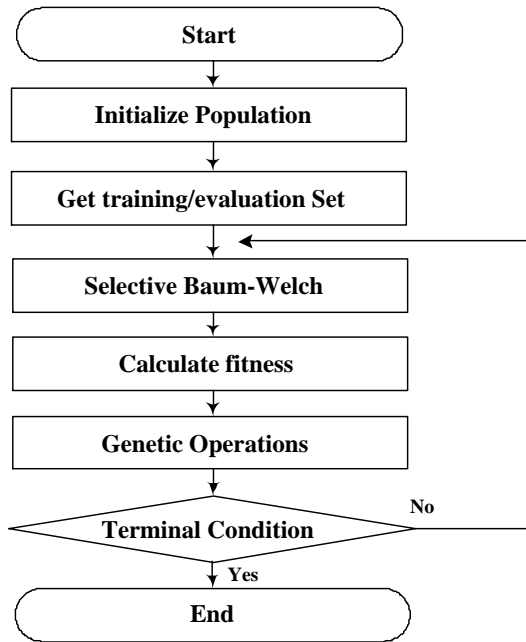 Start
Initialize Population
Get training/evaluation Set
Selective Baum-Welch
Calculate fitness
Genetic Operations
Terminal Condition
No
Yes
End